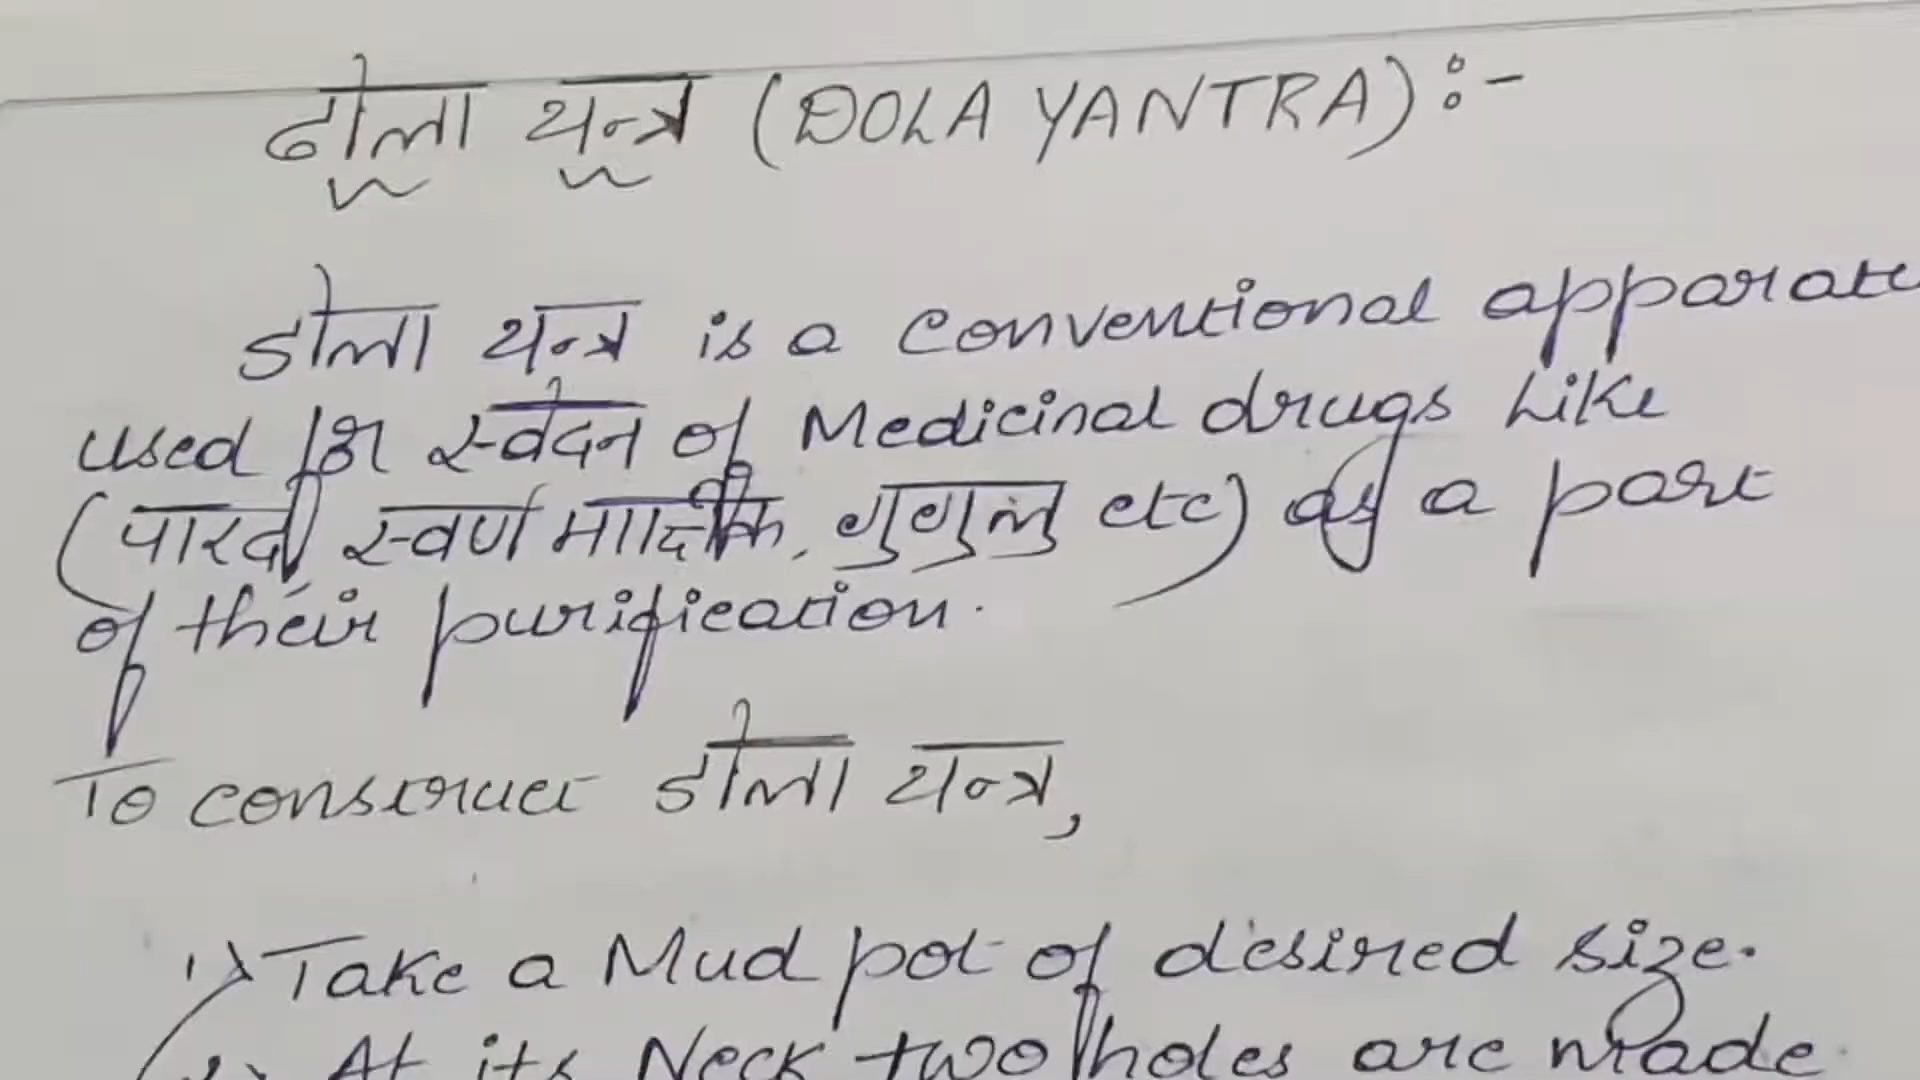 ढोला यन्त्र (DOLA YANTRA):-
डोला यन्त्र is a conventional apparatu
used for स्वेदन of Medicinal drugs Like
(पारद, स्वर्ण माक्षीक, गुगुलु etc) as a part
of their purification.
To construct डोला यन्त्र,
1) Take a Mud pot of desired size.
2) At its Neck two holes are made